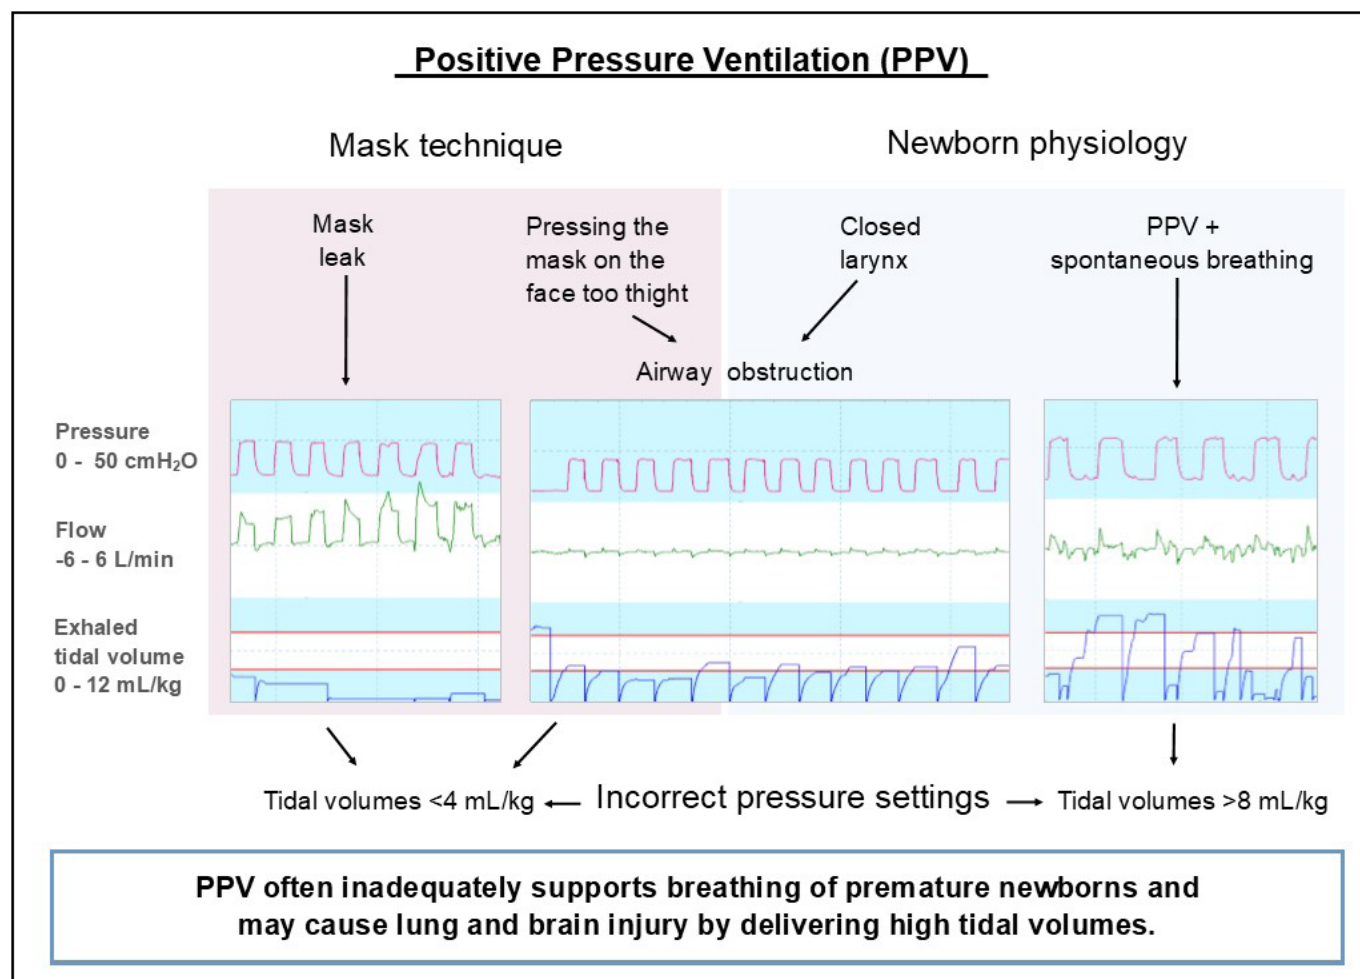 Positive Pressure Ventilation (PPV)
Mask technique
Newborn physiology
Mask
leak
Pressing the
mask on the
face too thight
Closed
larynx
PPV +
spontaneous breathing
Airway obstruction
Pressure
0 - 50 cmH₂O
Flow
-6 - 6 L/min
Exhaled
tidal volume
0 - 12 mL/kg
Tidal volumes <4 mL/kg
Incorrect pressure settings
Tidal volumes >8 mL/kg
PPV often inadequately supports breathing of premature newborns and
may cause lung and brain injury by delivering high tidal volumes.